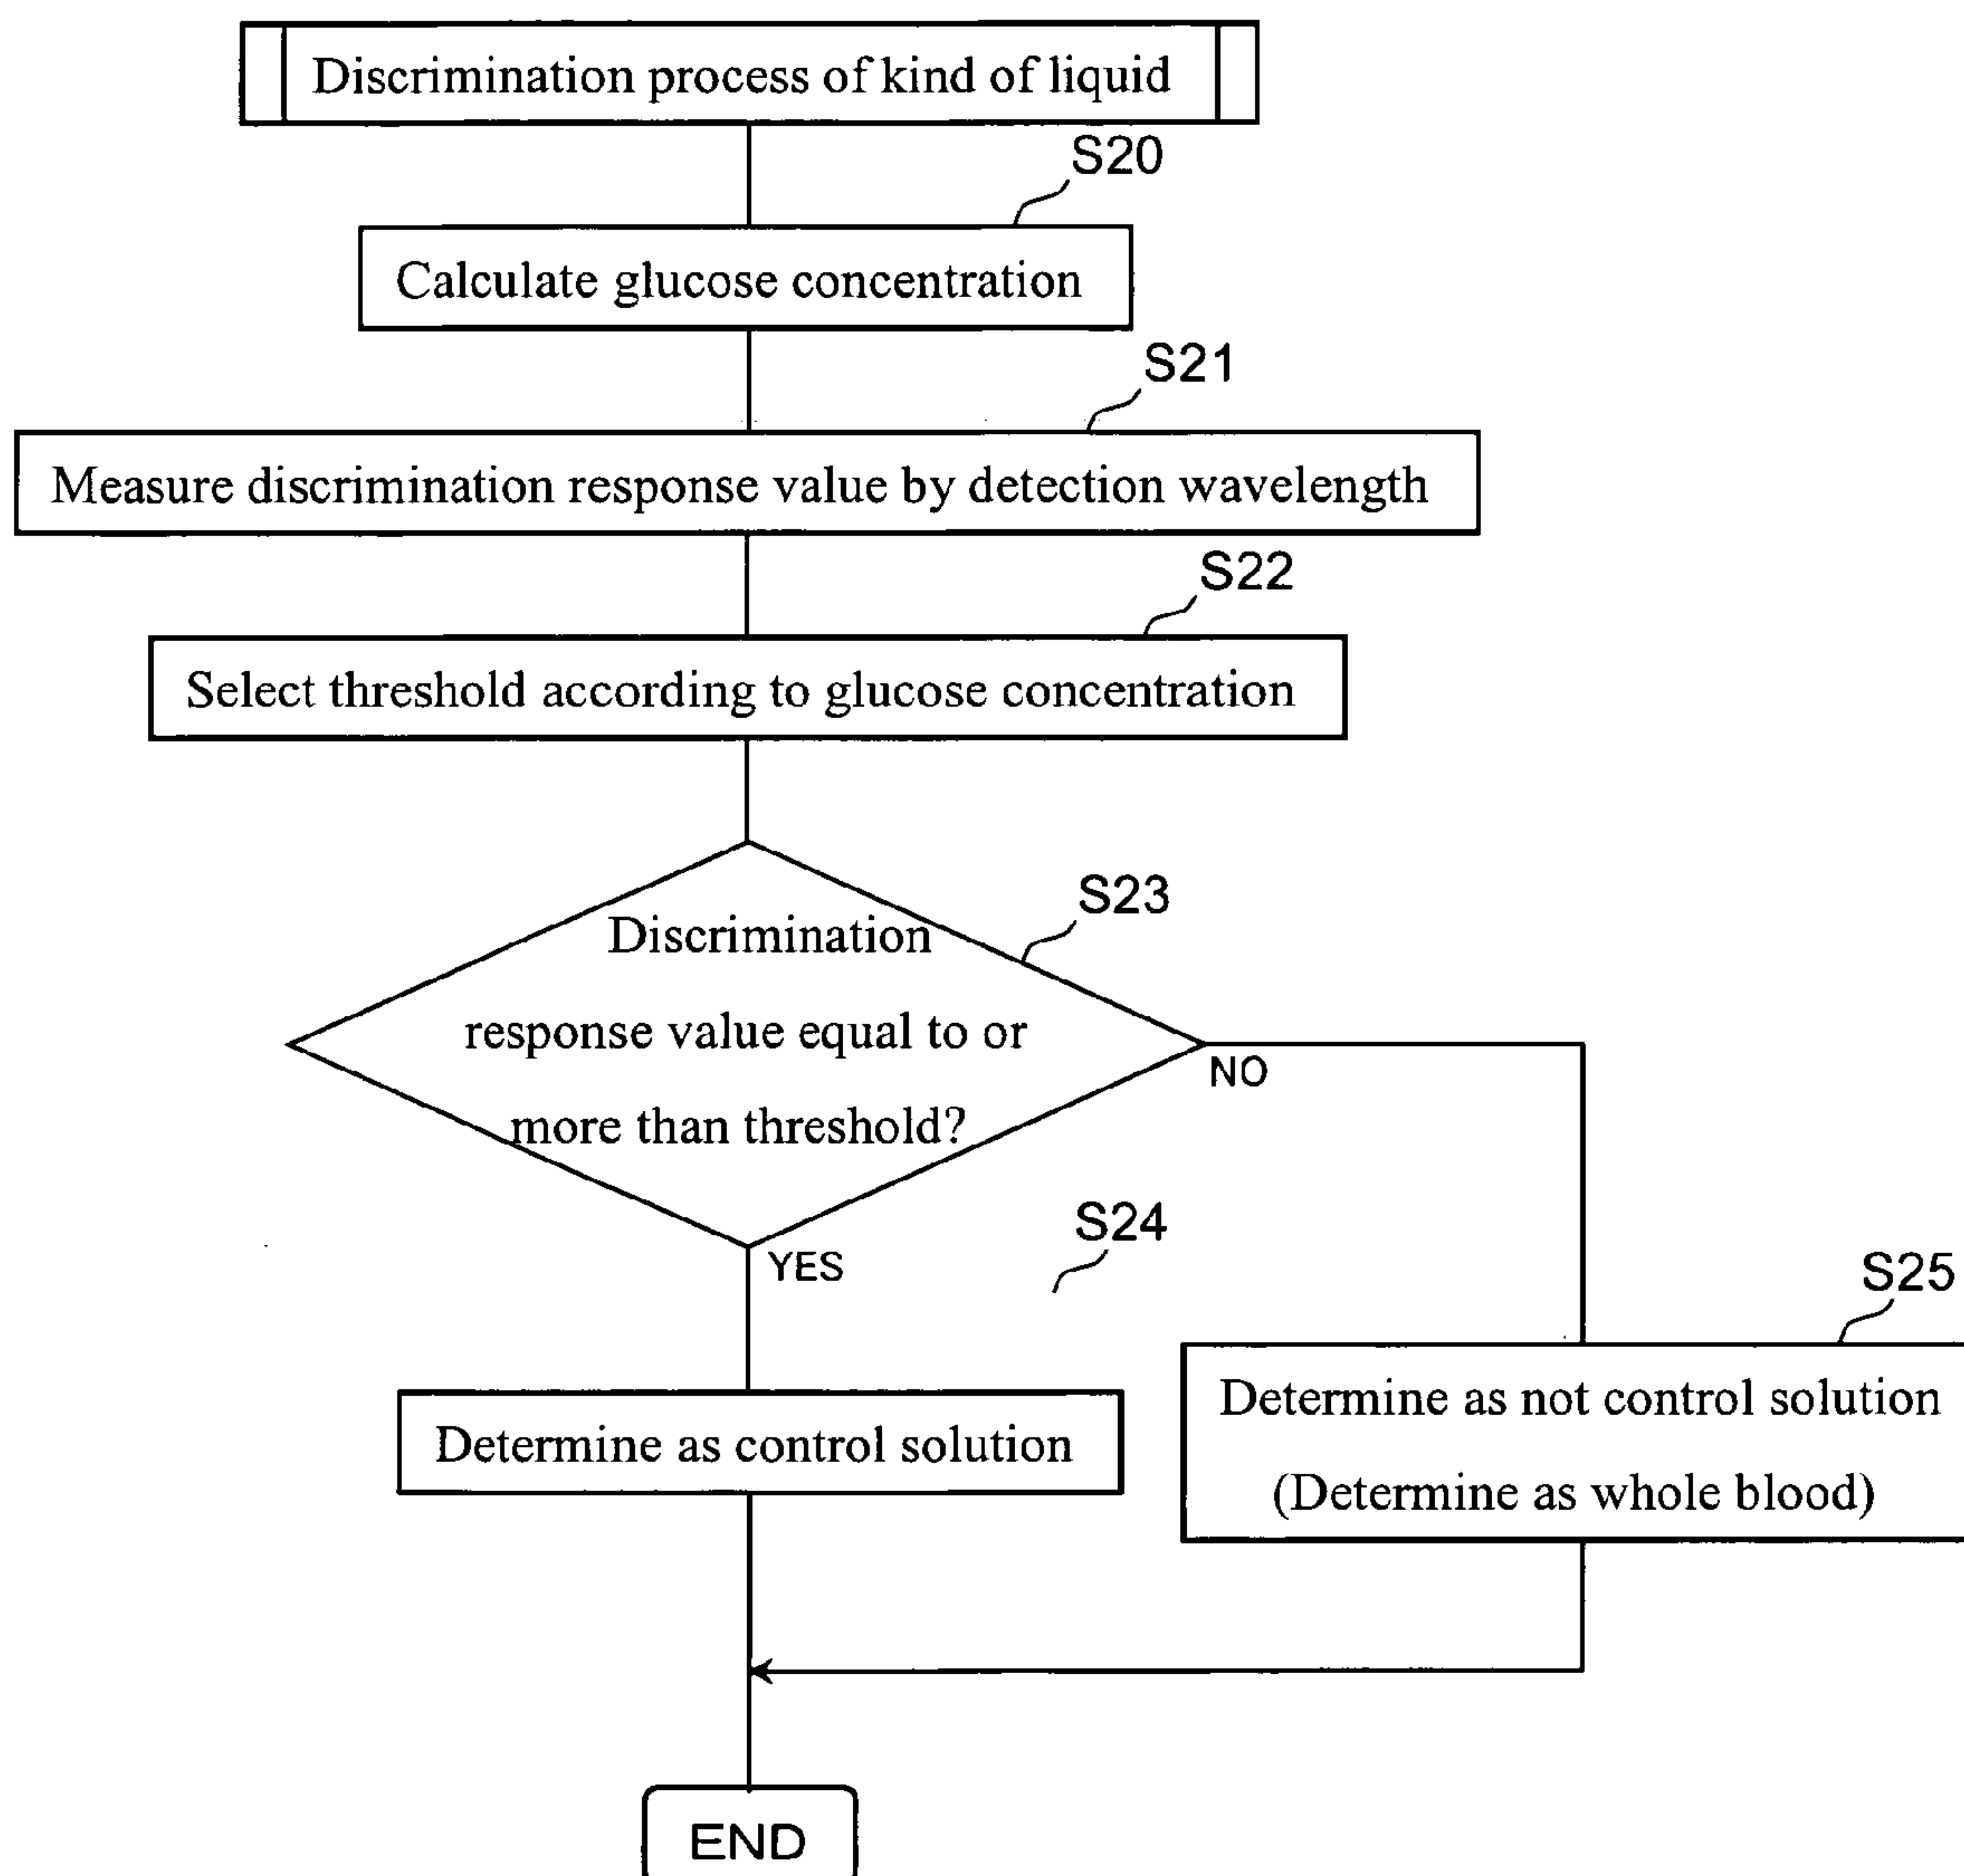 Discrimination process of kind of liquid
S20
Calculate glucose concentration
S21
Measure discrimination response value by detection wavelength
S22
Select threshold according to glucose concentration
S23
Discrimination
response value equal to or
more than threshold?
NO
YES
S24
Determine as control solution
S25
Determine as not control solution
(Determine as whole blood)
END